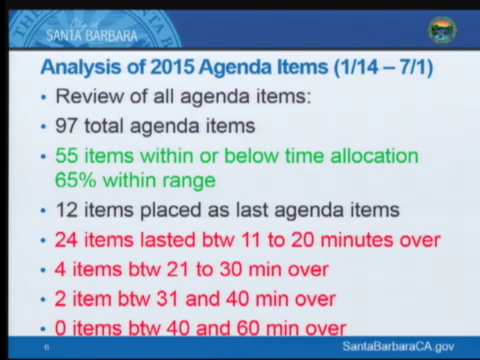 City of
SANTA BARBARA
Analysis of 2015 Agenda Items (1/14 – 7/1)
• Review of all agenda items:
• 97 total agenda items
• 55 items within or below time allocation
65% within range
• 12 items placed as last agenda items
• 24 items lasted btw 11 to 20 minutes over
• 4 items btw 21 to 30 min over
• 2 item btw 31 and 40 min over
• 0 items btw 40 and 60 min over
6
SantaBarbaraCA.gov